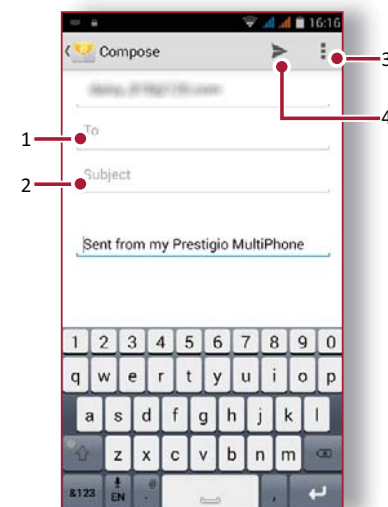 16:16
Compose
3
4
To
1
Subject
2
Sent from my Prestigio MultiPhone
1 2 3 4 5 6 7 8 9 0
q w e r t y u i o p
a s d f g h j k l
z x c v b n m
&123 EN . @ ,